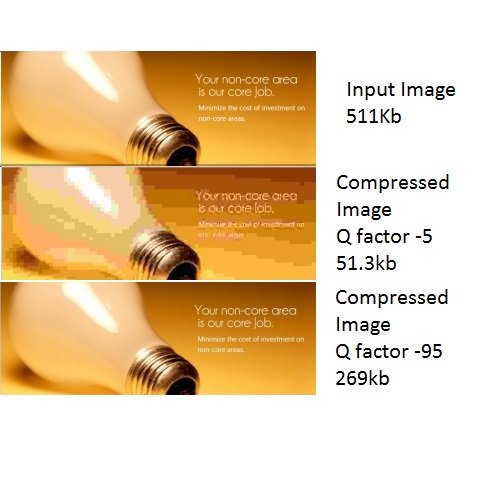 Your non-core area
is our core Job.
Minimize the cost of investment on
non-core areas.
Input Image
511Kb
Your non-core area
is our core Job.
Minimize the cost of investment on
non-core areas.
Compressed
Image
Q factor -5
51.3kb
Your non-core area
is our core Job.
Minimize the cost of investment on
non-core areas.
Compressed
Image
Q factor -95
269kb